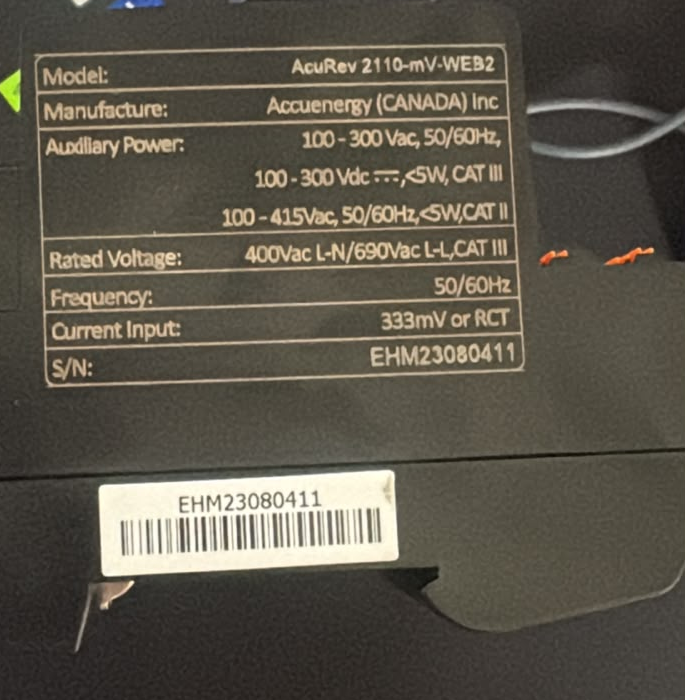 Model: AcuRev 2110-mV-WEB2
Manufacture: Accuenergy (CANADA) Inc
Auxiliary Power: 100-300 Vac, 50/60Hz,
100-300 Vdc ⎓,<5W, CAT III
100-415Vac, 50/60Hz,<5W,CAT II
Rated Voltage: 400Vac L-N/690Vac L-L,CAT III
Frequency: 50/60Hz
Current Input: 333mV or RCT
S/N: EHM23080411
EHM23080411